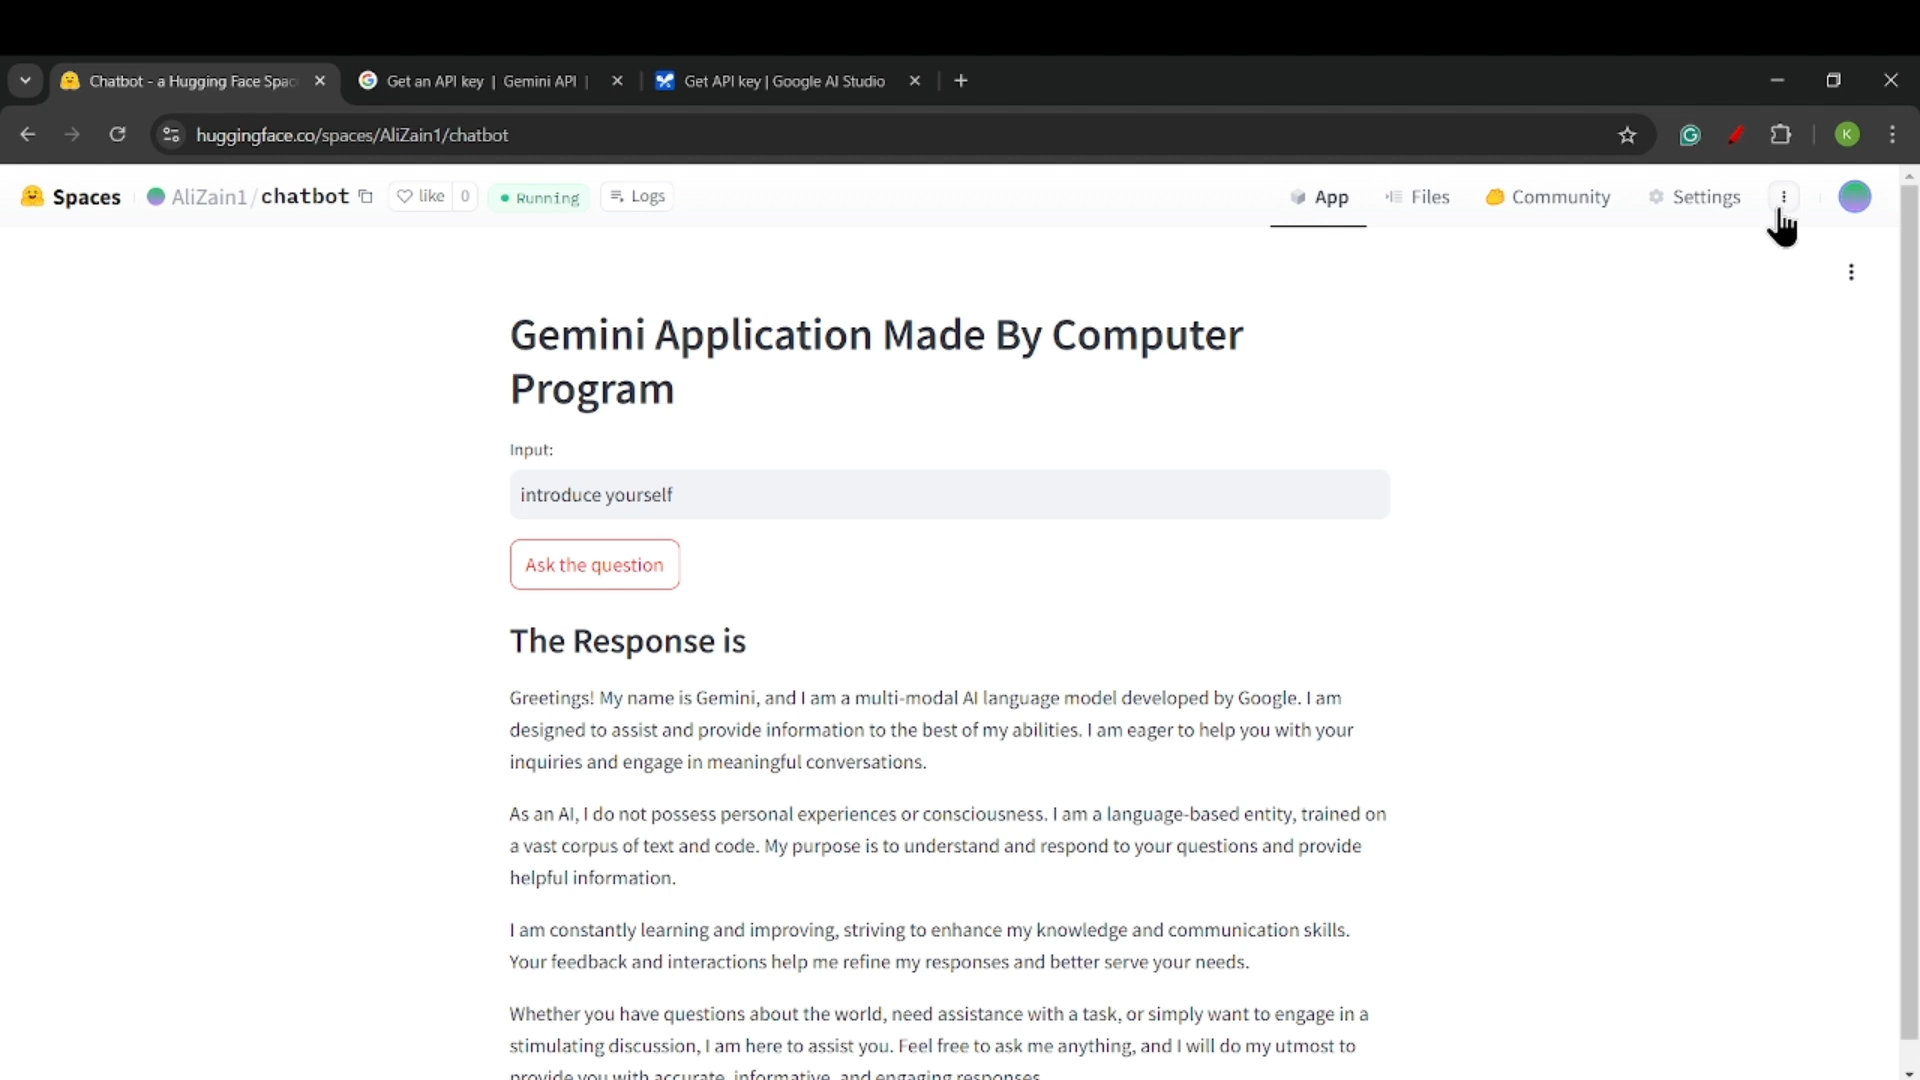 Chatbot - a Hugging Face Spac
Get an API key | Gemini API |
Get API key | Google AI Studio
huggingface.co/spaces/AliZain1/chatbot
K
Spaces
AliZain1/chatbot
like 0
Running
Logs
App
Files
Community
Settings
Gemini Application Made By Computer
Program
Input:
introduce yourself
Ask the question
The Response is
Greetings! My name is Gemini, and I am a multi-modal AI language model developed by Google. I am
designed to assist and provide information to the best of my abilities. I am eager to help you with your
inquiries and engage in meaningful conversations.
As an AI, I do not possess personal experiences or consciousness. I am a language-based entity, trained on
a vast corpus of text and code. My purpose is to understand and respond to your questions and provide
helpful information.
I am constantly learning and improving, striving to enhance my knowledge and communication skills.
Your feedback and interactions help me refine my responses and better serve your needs.
Whether you have questions about the world, need assistance with a task, or simply want to engage in a
stimulating discussion, I am here to assist you. Feel free to ask me anything, and I will do my utmost to
provide you with accurate, informative, and engaging responses.